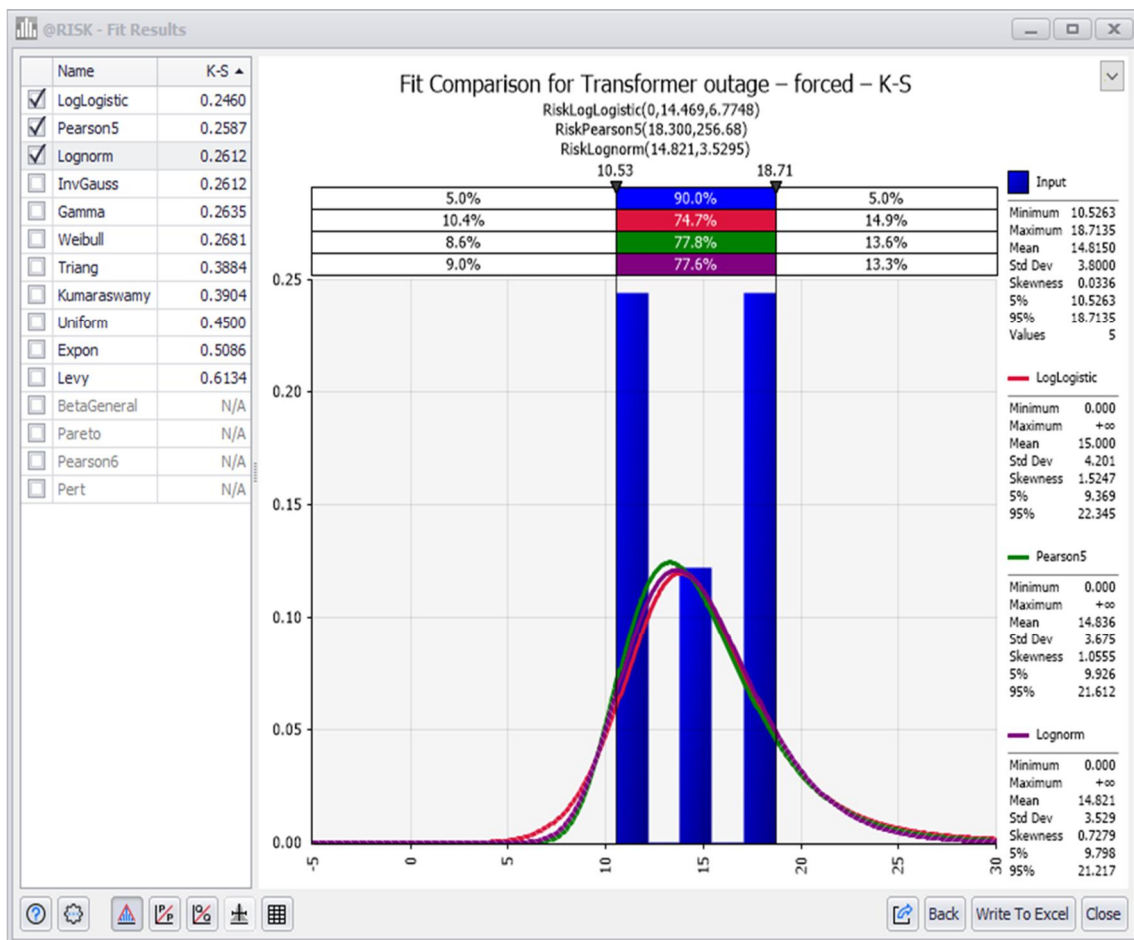 @RISK - Fit Results
Name K-S
LogLogistic 0.2460
Pearson5 0.2587
Lognorm 0.2612
InvGauss 0.2612
Gamma 0.2635
Weibull 0.2681
Triang 0.3884
Kumaraswamy 0.3904
Uniform 0.4500
Expon 0.5086
Levy 0.6134
BetaGeneral N/A
Pareto N/A
Pearson6 N/A
Pert N/A
Fit Comparison for Transformer outage – forced – K-S
RiskLogLogistic(0,14.469,6.7748)
RiskPearson5(18.300,256.68)
RiskLognorm(14.821,3.5295)
10.53 18.71
5.0% 90.0% 5.0%
10.4% 74.7% 14.9%
8.6% 77.8% 13.6%
9.0% 77.6% 13.3%
0.25
0.20
0.15
0.10
0.05
0.00
-5 0 5 10 15 20 25 30
Input
Minimum 10.5263
Maximum 18.7135
Mean 14.8150
Std Dev 3.8000
Skewness 0.0336
5% 10.5263
95% 18.7135
Values 5
LogLogistic
Minimum 0.000
Maximum +∞
Mean 15.000
Std Dev 4.201
Skewness 1.5247
5% 9.369
95% 22.345
Pearson5
Minimum 0.000
Maximum +∞
Mean 14.836
Std Dev 3.675
Skewness 1.0555
5% 9.926
95% 21.612
Lognorm
Minimum 0.000
Maximum +∞
Mean 14.821
Std Dev 3.529
Skewness 0.7279
5% 9.798
95% 21.217
P/P Q/Q
Back Write To Excel Close